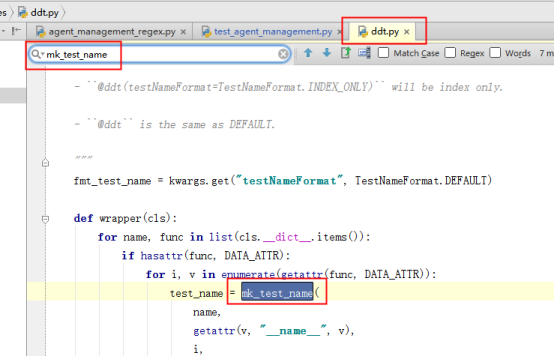 es › ddt.py ›
agent_management_regex.py × test_agent_management.py × ddt.py ×
mk_test_name Match Case Regex Words 7 m
- ``@ddt(testNameFormat=TestNameFormat.INDEX_ONLY)`` will be index only.
- ``@ddt`` is the same as DEFAULT.
"""
fmt_test_name = kwargs.get("testNameFormat", TestNameFormat.DEFAULT)
def wrapper(cls):
for name, func in list(cls.__dict__.items()):
if hasattr(func, DATA_ATTR):
for i, v in enumerate(getattr(func, DATA_ATTR)):
test_name = mk_test_name(
name,
getattr(v, "__name__", v),
i,